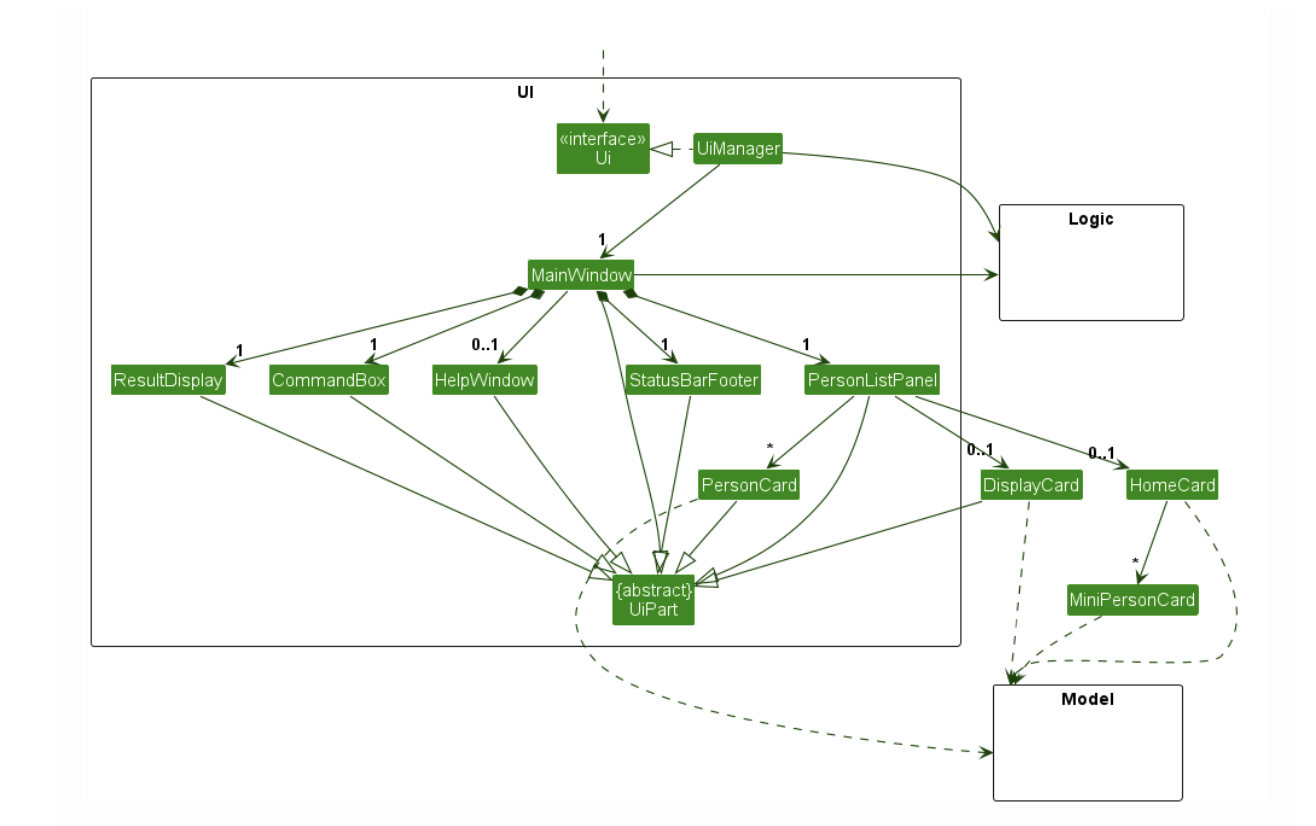 UI
«interface»
Ui
UiManager
Logic
1
MainWindow
1
1
0..1
1
1
ResultDisplay
CommandBox
HelpWindow
StatusBarFooter
PersonListPanel
*
0..1
0..1
PersonCard
DisplayCard
HomeCard
*
{abstract}
UiPart
MiniPersonCard
Model